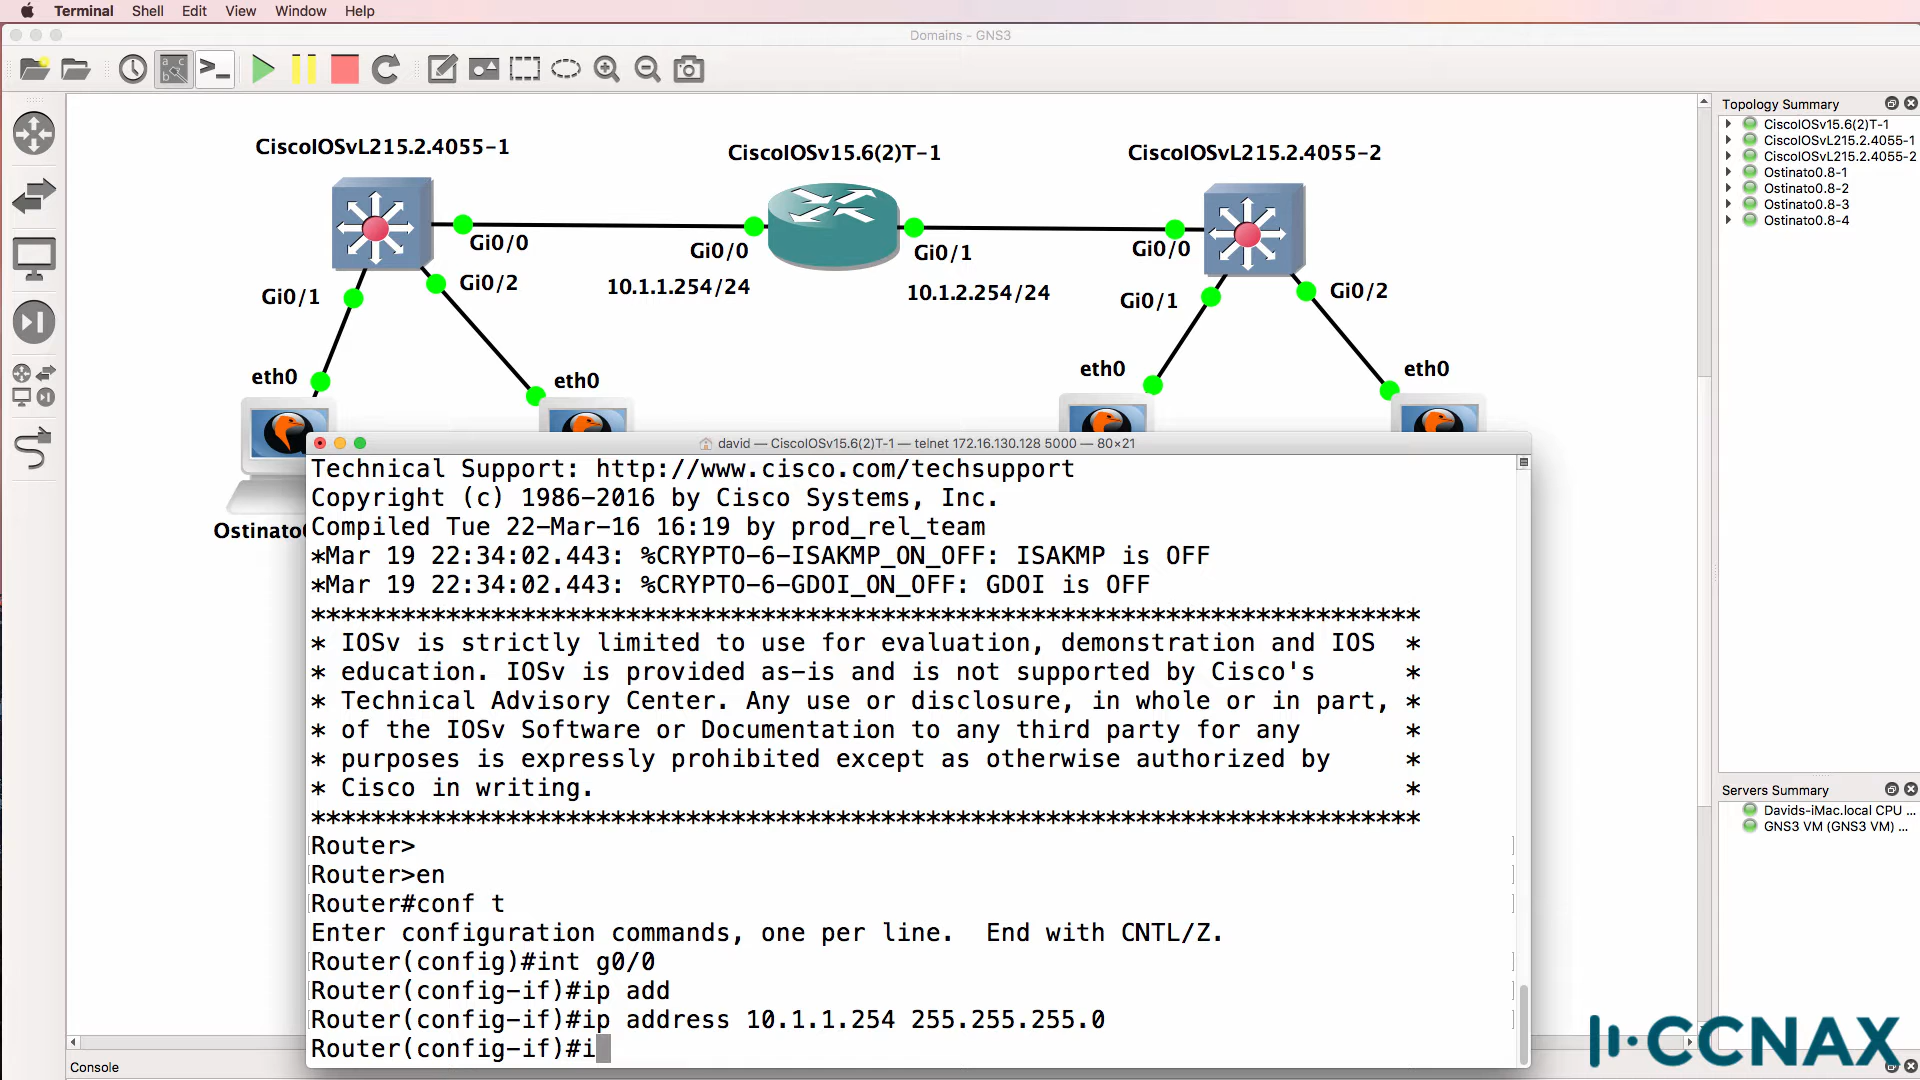 Terminal Shell Edit View Window Help
Domains - GNS3
Topology Summary
CiscoIOSv15.6(2)T-1
CiscoIOSvL215.2.4055-1
CiscoIOSvL215.2.4055-2
Ostinato0.8-1
Ostinato0.8-2
Ostinato0.8-3
Ostinato0.8-4
CiscoIOSvL215.2.4055-1
CiscoIOSv15.6(2)T-1
CiscoIOSvL215.2.4055-2
Gi0/0
Gi0/0
Gi0/1
Gi0/0
Gi0/1
Gi0/2
10.1.1.254/24
10.1.2.254/24
Gi0/1
Gi0/2
eth0
eth0
eth0
eth0
Ostinato
david — CiscoIOSv15.6(2)T-1 — telnet 172.16.130.128 5000 — 80×21
Technical Support: http://www.cisco.com/techsupport
Copyright (c) 1986-2016 by Cisco Systems, Inc.
Compiled Tue 22-Mar-16 16:19 by prod_rel_team
*Mar 19 22:34:02.443: %CRYPTO-6-ISAKMP_ON_OFF: ISAKMP is OFF
*Mar 19 22:34:02.443: %CRYPTO-6-GDOI_ON_OFF: GDOI is OFF
**************************************************************************
* IOSv is strictly limited to use for evaluation, demonstration and IOS *
* education. IOSv is provided as-is and is not supported by Cisco's *
* Technical Advisory Center. Any use or disclosure, in whole or in part, *
* of the IOSv Software or Documentation to any third party for any *
* purposes is expressly prohibited except as otherwise authorized by *
* Cisco in writing. *
**************************************************************************
Router>
Router>en
Router#conf t
Enter configuration commands, one per line. End with CNTL/Z.
Router(config)#int g0/0
Router(config-if)#ip add
Router(config-if)#ip address 10.1.1.254 255.255.255.0
Router(config-if)#i
Servers Summary
Davids-iMac.local CPU ...
GNS3 VM (GNS3 VM) ...
Console
CCNAX